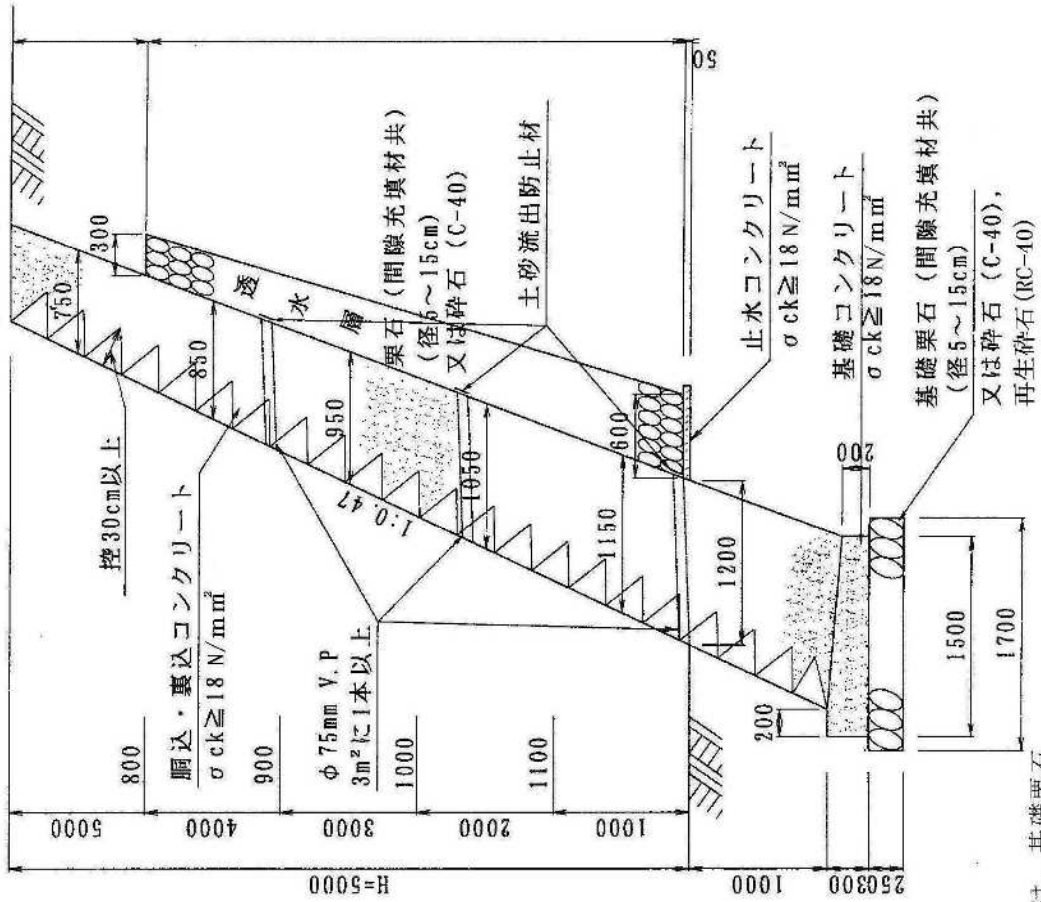 300
750
控30cm以上
850
透水層
胴込・裏込コンクリート
σck≧18N/mm²
栗石 (間隙充填材共)
(径5～15cm)
又は砕石 (C-40)
950
1:0.47
土砂流出防止材
1050
φ75mm V.P
3m²に1本以上
600
1150
50
止水コンクリート
σck≧18N/mm²
1200
基礎コンクリート
σck≧18N/mm²
200
200
基礎栗石 (間隙充填材共)
(径5～15cm)
又は砕石 (C-40),
再生砕石(RC-40)
1500
1700
800
900
1000
1100
5000
4000
3000
2000
1000
H=5000
1000
300
250
基礎栗石